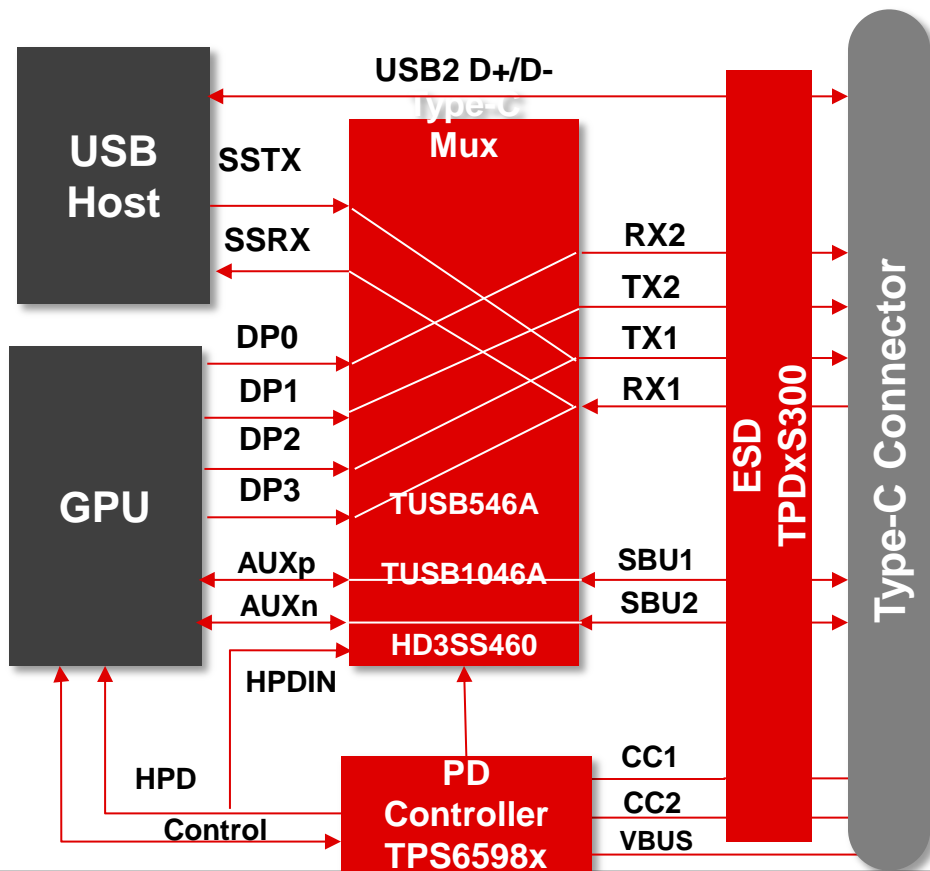 USB2 D+/D-
Type-C
Mux
USB
Host
SSTX
SSRX
RX2
TX2
TX1
RX1
DP0
DP1
DP2
DP3
GPU
TUSB546A
AUXp
TUSB1046A
SBU1
AUXn
SBU2
HD3SS460
HPDIN
ESD
TPDxS300
Type-C Connector
HPD
Control
PD
Controller
TPS6598x
CC1
CC2
VBUS